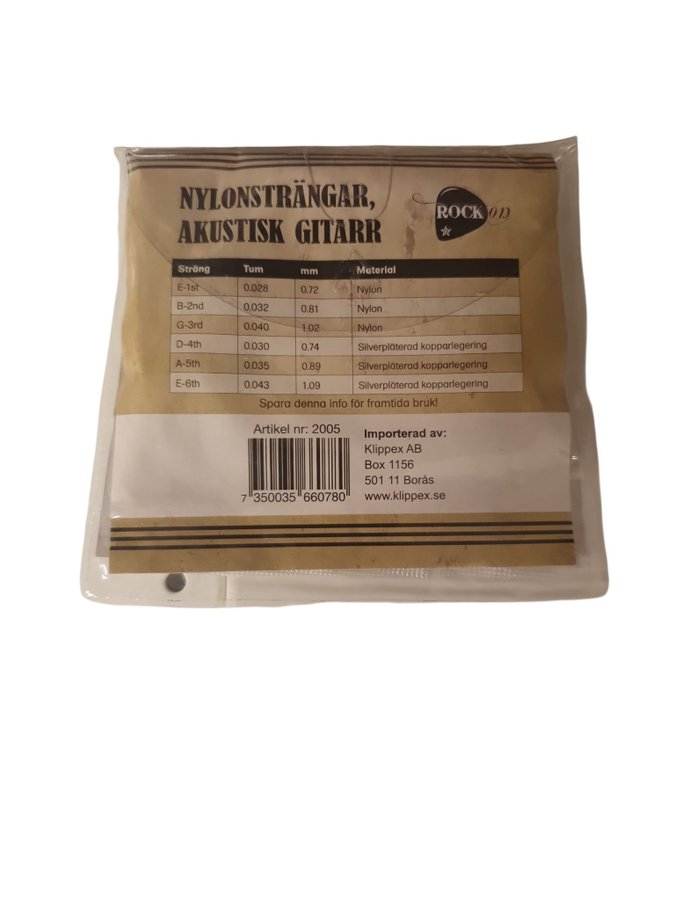 NYLONSTRÄNGAR,
AKUSTISK GITARR
ROCK on
Sträng Tum mm Material
E-1st 0.028 0.72 Nylon
B-2nd 0.032 0.81 Nylon
G-3rd 0.040 1.02 Nylon
D-4th 0.030 0.74 Silverpläterad kopparlegering
A-5th 0.035 0.89 Silverpläterad kopparlegering
E-6th 0.043 1.09 Silverpläterad kopparlegering
Spara denna info för framtida bruk!
Artikel nr: 2005
7 350035 660780
Importerad av:
Klippex AB
Box 1156
501 11 Borås
www.klippex.se